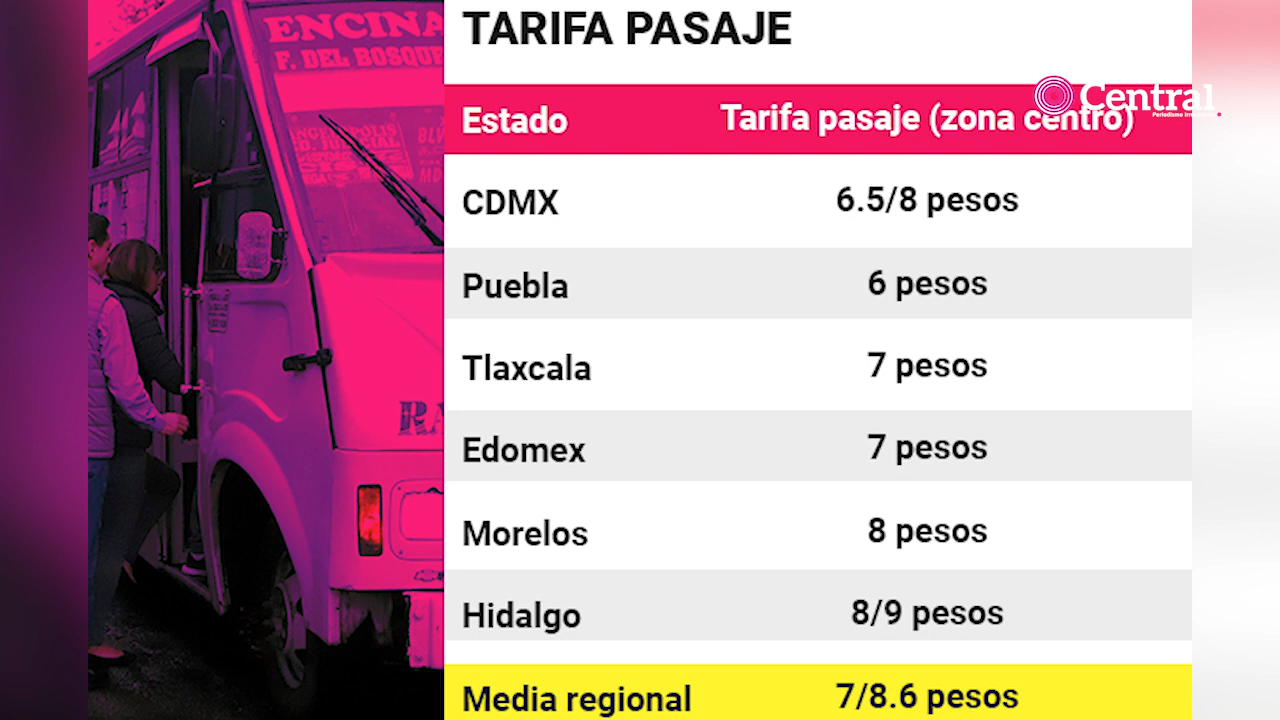 TARIFA PASAJE
Central
Estado Tarifa pasaje (zona centro)
CDMX 6.5/8 pesos
Puebla 6 pesos
Tlaxcala 7 pesos
Edomex 7 pesos
Morelos 8 pesos
Hidalgo 8/9 pesos
Media regional 7/8.6 pesos
ENCINA
F. DEL BOSQUE